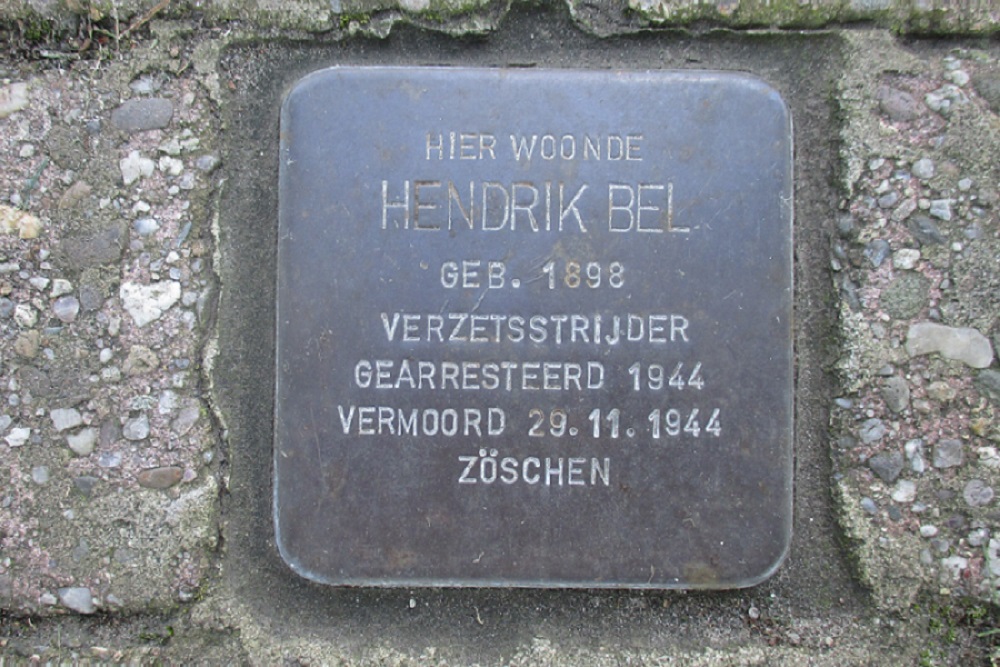 HIER WOONDE
HENDRIK BEL
GEB. 1898
VERZETSSTRIJDER
GEARRESTEERD 1944
VERMOORD 29.11.1944
ZÖSCHEN